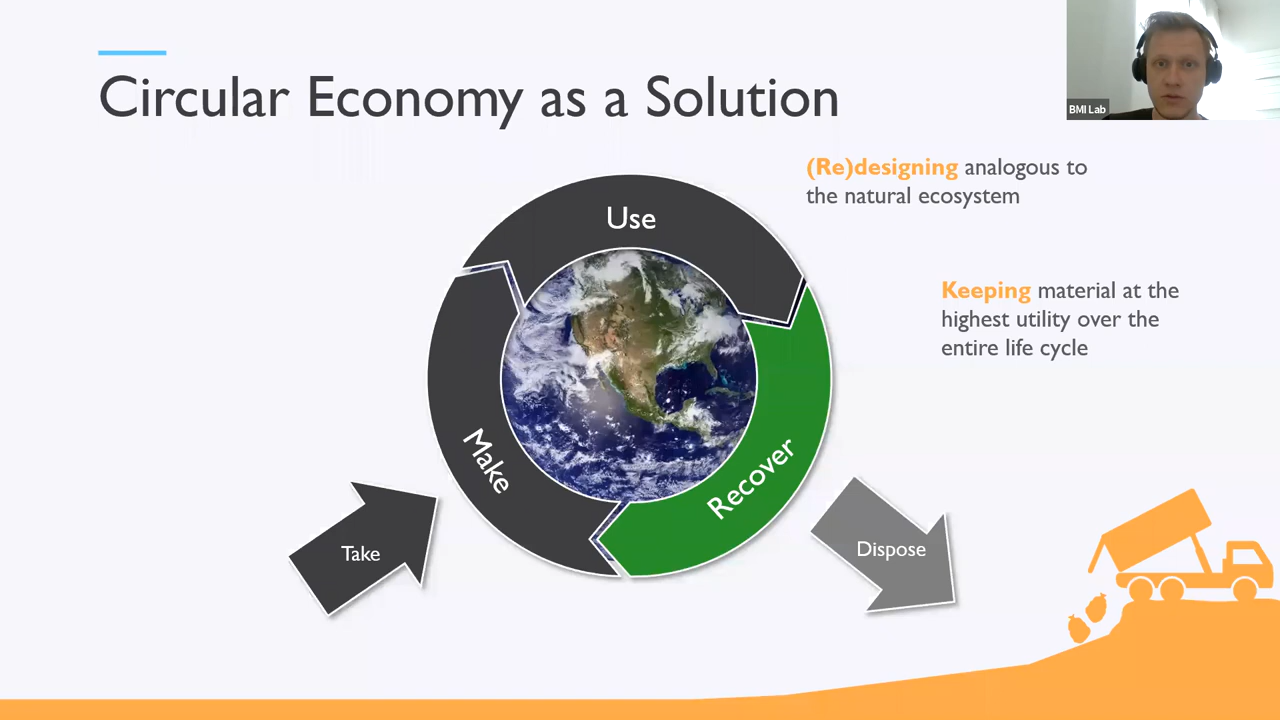 Circular Economy as a Solution
BMI Lab
(Re)designing analogous to
the natural ecosystem
Use
Keeping material at the
highest utility over the
entire life cycle
Make
Recover
Take
Dispose